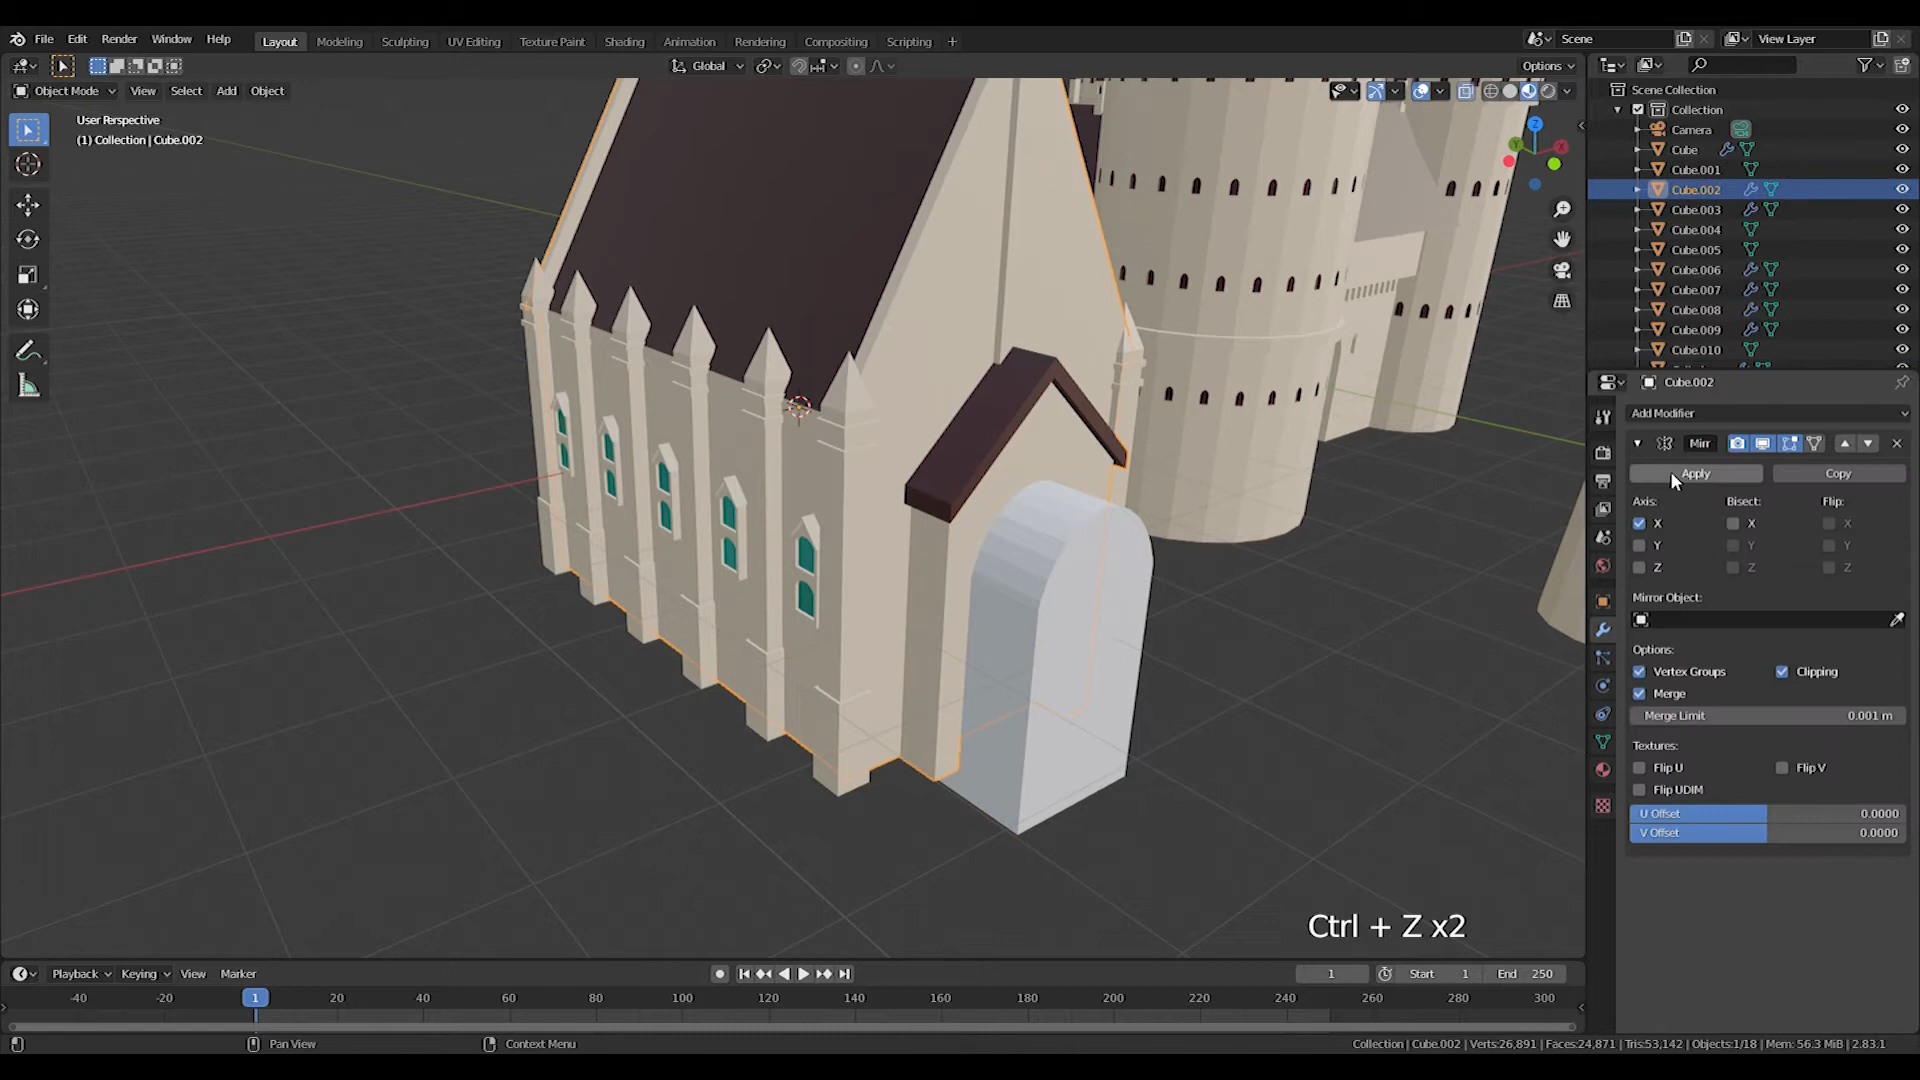 File Edit Render Window Help Layout Modeling Sculpting UV Editing Texture Paint Shading Animation Rendering Compositing Scripting + Scene View Layer
Global Options
Object Mode View Select Add Object
User Perspective
(1) Collection | Cube.002
Z
Y
X
Scene Collection
Collection
Camera
Cube
Cube.001
Cube.002
Cube.003
Cube.004
Cube.005
Cube.006
Cube.007
Cube.008
Cube.009
Cube.010
Cube.002
Add Modifier
Mirr
Apply Copy
Axis: Bisect: Flip:
X X X
Y Y Y
Z Z Z
Mirror Object:
Options:
Vertex Groups Clipping
Merge
Merge Limit 0.001 m
Textures:
Flip U Flip V
Flip UDIM
U Offset 0.0000
V Offset 0.0000
Ctrl + Z x2
Playback Keying View Marker 1 Start 1 End 250
-40 -20 1 20 40 60 80 100 120 140 160 180 200 220 240 260 280 300
Pan View Context Menu Collection | Cube.002 | Verts:26,891 | Faces:24,871 | Tris:53,142 | Objects:1/18 | Mem: 56.3 MiB | 2.83.1